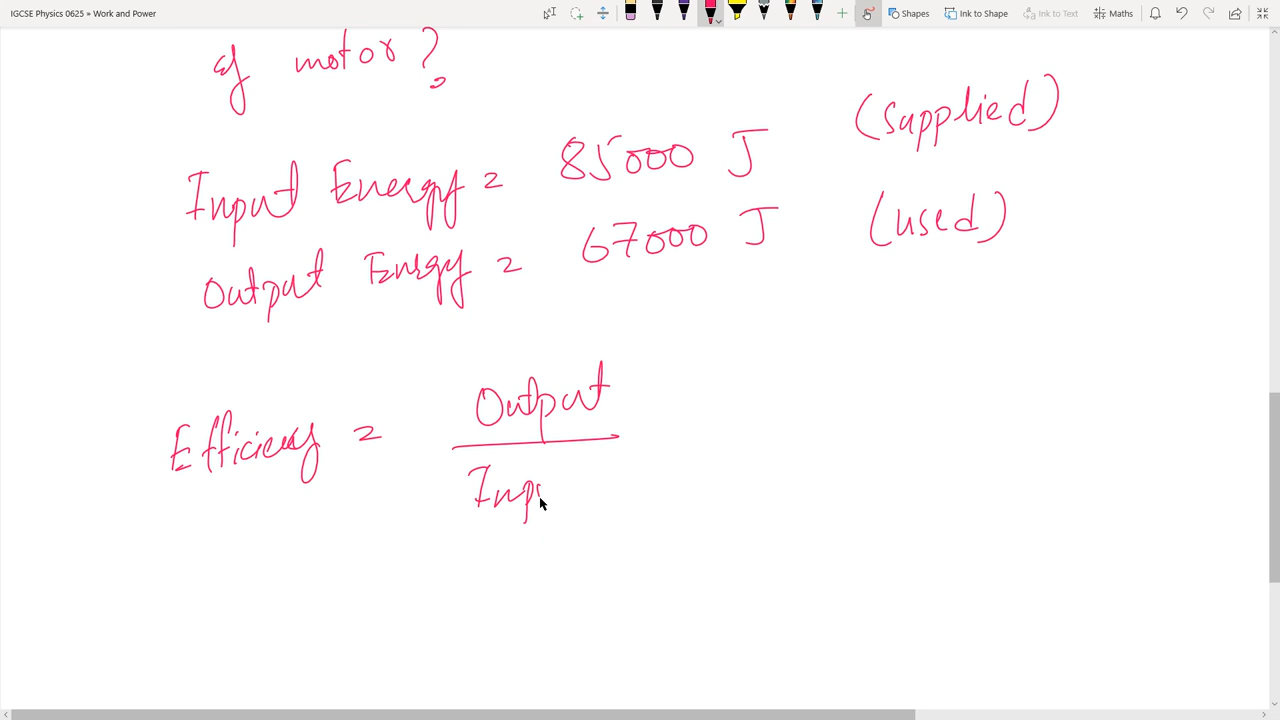 IGCSE Physics 0625 » Work and Power
Shapes Ink to Shape Ink to Text Maths
of motor?
Input Energy = 85000 J (supplied)
Output Energy = 67000 J (used)
Efficiency = Output
Inp